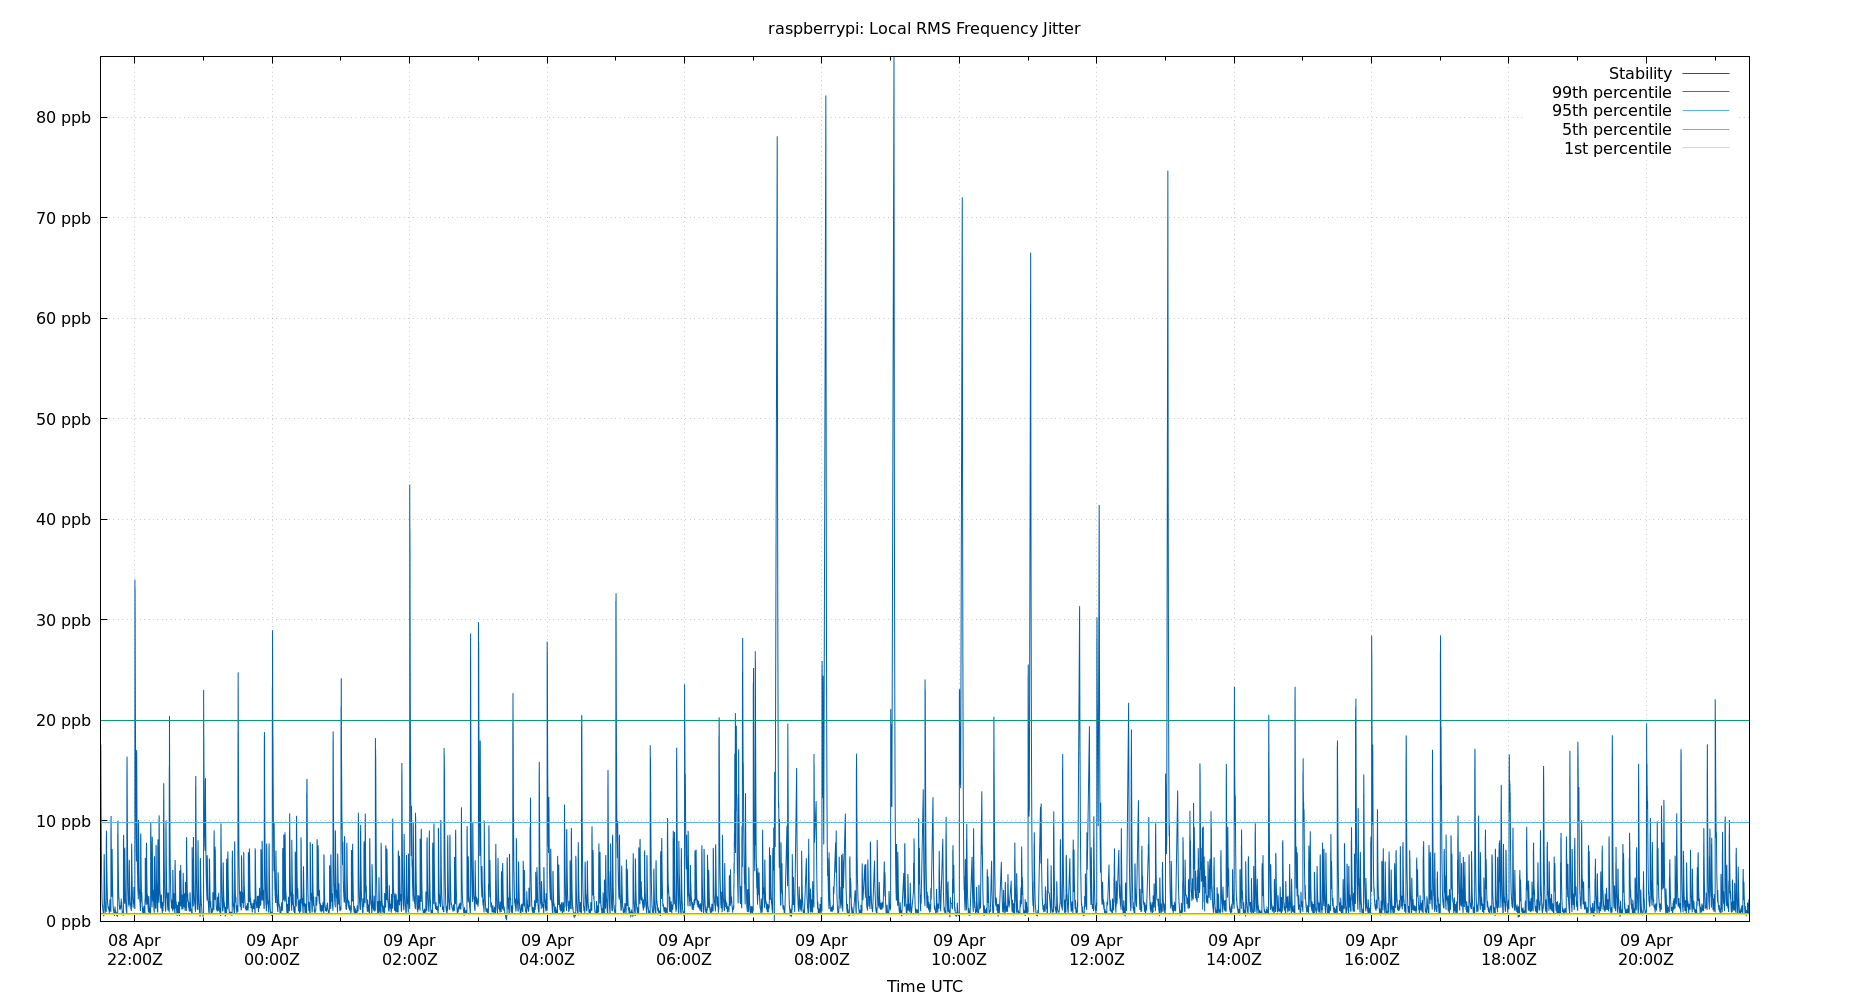 raspberrypi: Local RMS Frequency Jitter
Stability
99th percentile
95th percentile
5th percentile
1st percentile
80 ppb
70 ppb
60 ppb
50 ppb
40 ppb
30 ppb
20 ppb
10 ppb
0 ppb
08 Apr 09 Apr 09 Apr 09 Apr 09 Apr 09 Apr 09 Apr 09 Apr 09 Apr 09 Apr 09 Apr 09 Apr
22:00Z 00:00Z 02:00Z 04:00Z 06:00Z 08:00Z 10:00Z 12:00Z 14:00Z 16:00Z 18:00Z 20:00Z
Time UTC